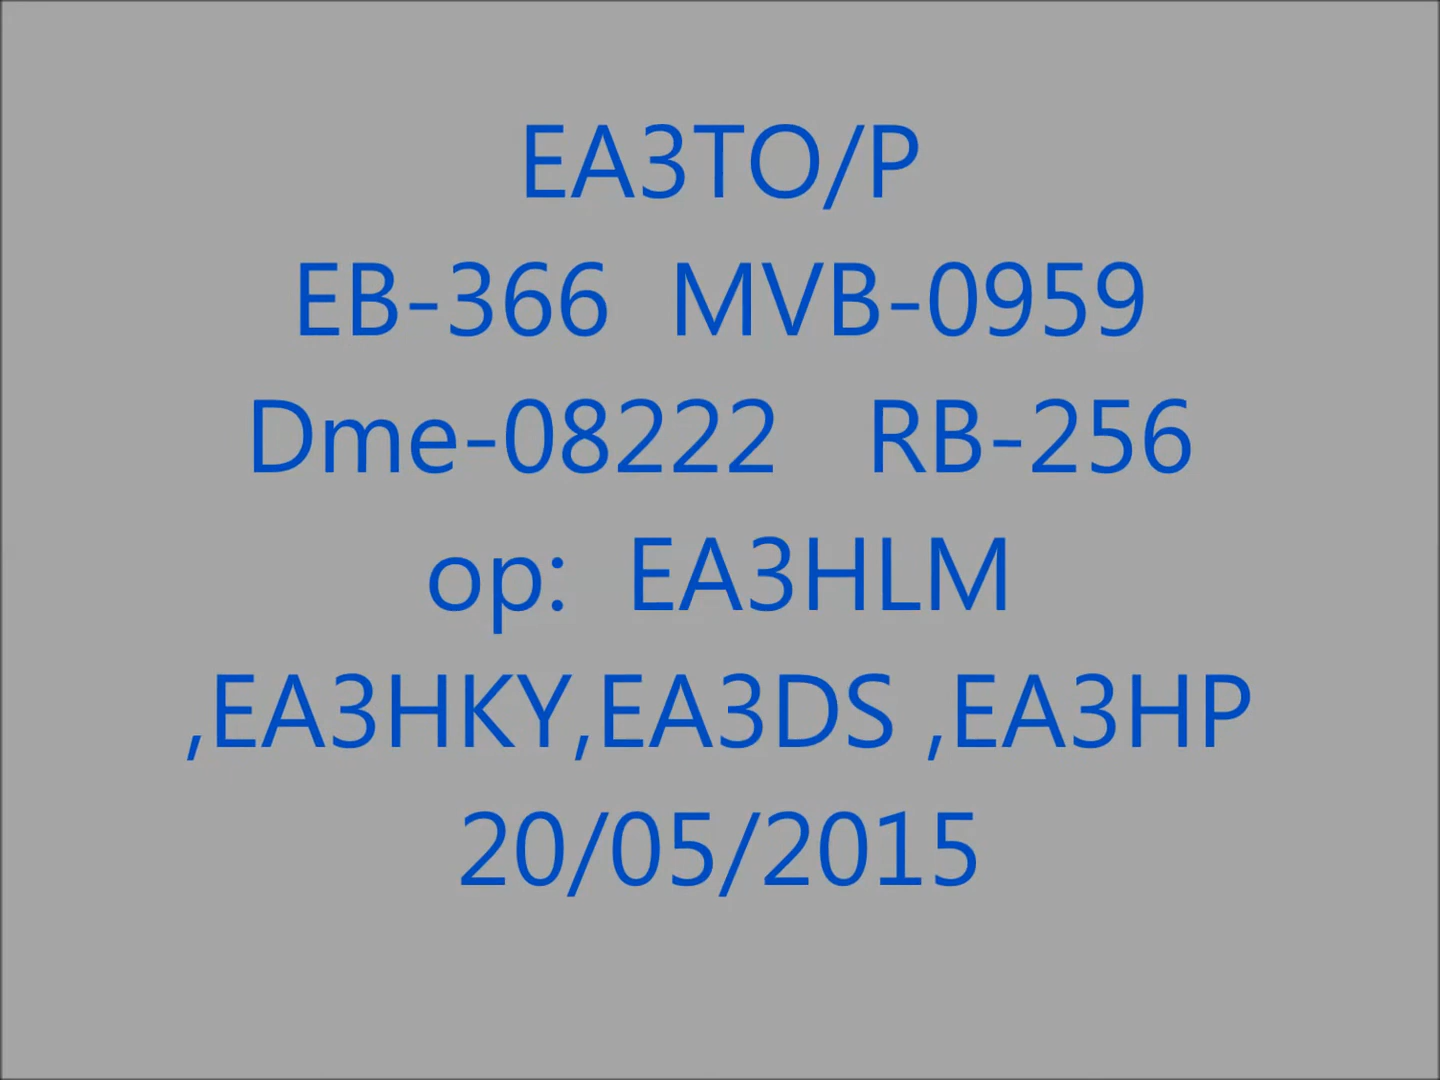 EA3TO/P
EB-366  MVB-0959
Dme-08222   RB-256
op:  EA3HLM
,EA3HKY,EA3DS ,EA3HP
20/05/2015